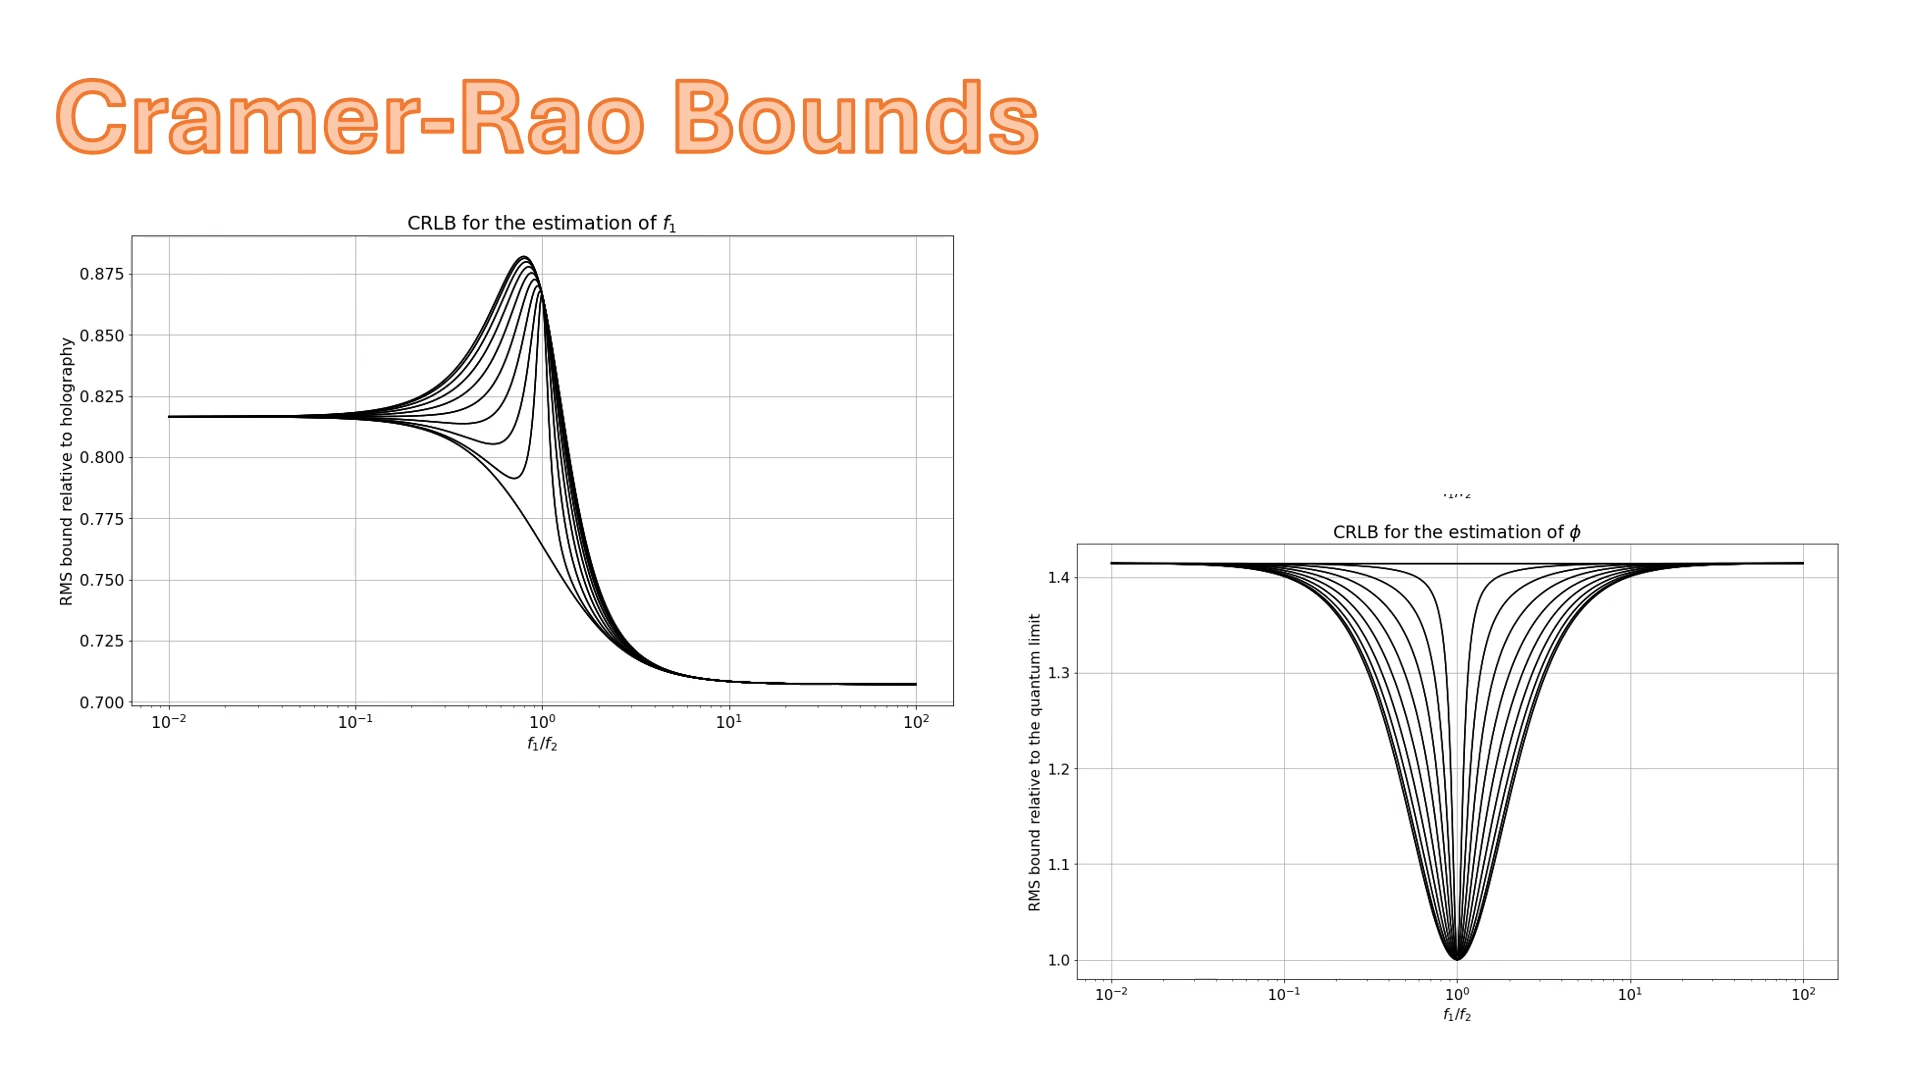 Cramer-Rao Bounds
CRLB for the estimation of f₁
RMS bound relative to holography
0.875
0.850
0.825
0.800
0.775
0.750
0.725
0.700
10⁻² 10⁻¹ 10⁰ 10¹ 10²
f₁/f₂
CRLB for the estimation of ϕ
RMS bound relative to the quantum limit
1.4
1.3
1.2
1.1
1.0
10⁻² 10⁻¹ 10⁰ 10¹ 10²
f₁/f₂